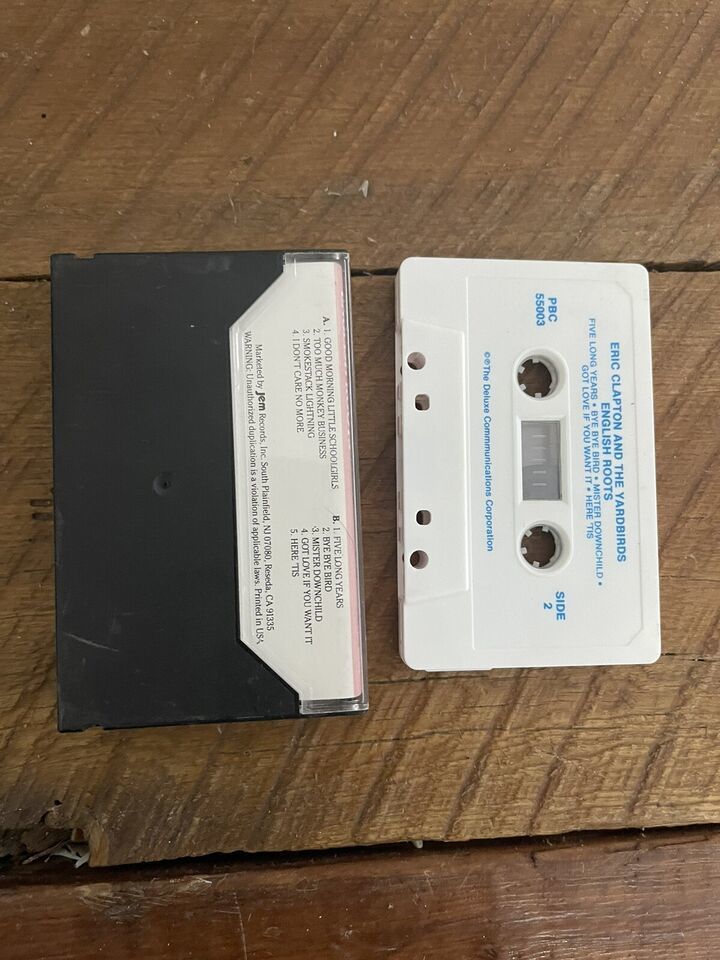 A. 1. GOOD MORNING LITTLE SCHOOLGIRLS
2. TOO MUCH MONKEY BUSINESS
3. SMOKESTACK LIGHTNING
4. I DON'T CARE NO MORE
B. 1. FIVE LONG YEARS
2. BYE BYE BIRD
3. MISTER DOWNCHILD
4. GOT LOVE IF YOU WANT IT
5. HERE 'TIS
Marketed by Jem Records, Inc. South Plainfield, NJ 07080, Reseda, CA 91335
WARNING: Unauthorized duplication is a violation of applicable laws. Printed in USA
ERIC CLAPTON AND THE YARDBIRDS
ENGLISH ROOTS
FIVE LONG YEARS • BYE BYE BIRD • MISTER DOWNCHILD •
GOT LOVE IF YOU WANT IT • HERE 'TIS
PBC
55003
SIDE
2
©℗The Deluxe Communications Corporation